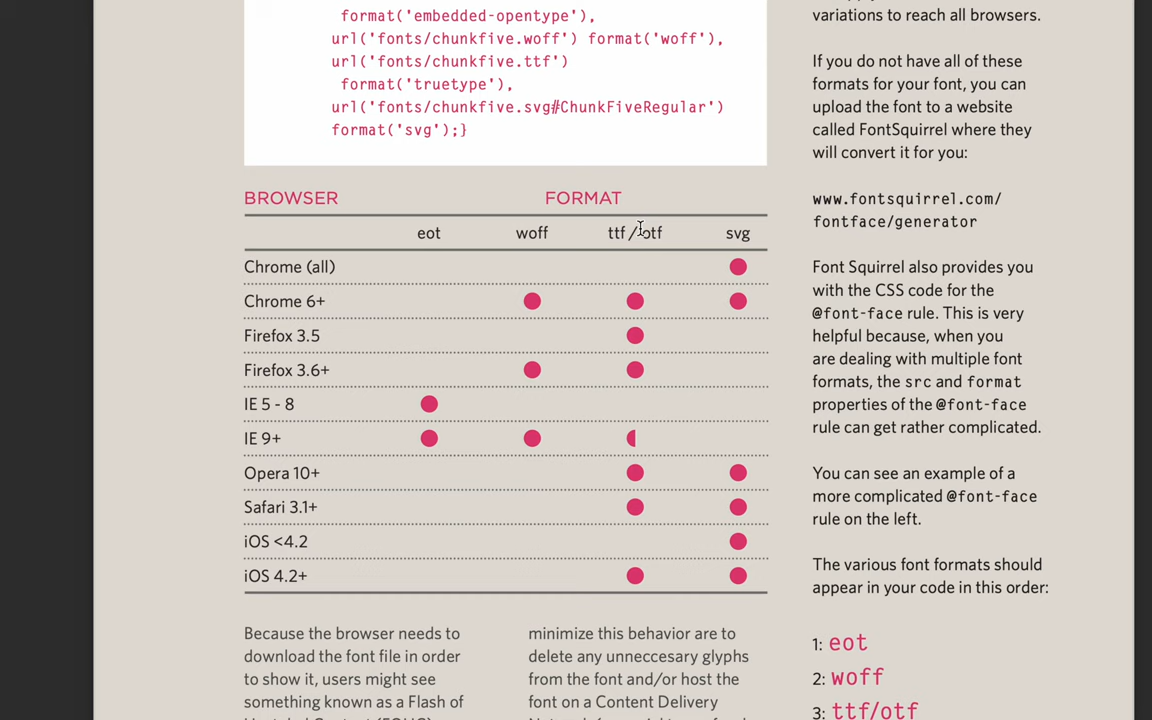 format('embedded-opentype'),
url('fonts/chunkfive.woff') format('woff'),
url('fonts/chunkfive.ttf')
format('truetype'),
url('fonts/chunkfive.svg#ChunkFiveRegular')
format('svg');}
BROWSER FORMAT
eot woff ttf/otf svg
Chrome (all)
Chrome 6+
Firefox 3.5
Firefox 3.6+
IE 5 - 8
IE 9+
Opera 10+
Safari 3.1+
iOS <4.2
iOS 4.2+
Because the browser needs to
download the font file in order
to show it, users might see
something known as a Flash of
minimize this behavior are to
delete any unneccesary glyphs
from the font and/or host the
font on a Content Delivery
variations to reach all browsers.
If you do not have all of these
formats for your font, you can
upload the font to a website
called FontSquirrel where they
will convert it for you:
www.fontsquirrel.com/
fontface/generator
Font Squirrel also provides you
with the CSS code for the
@font-face rule. This is very
helpful because, when you
are dealing with multiple font
formats, the src and format
properties of the @font-face
rule can get rather complicated.
You can see an example of a
more complicated @font-face
rule on the left.
The various font formats should
appear in your code in this order:
1: eot
2: woff
3: ttf/otf